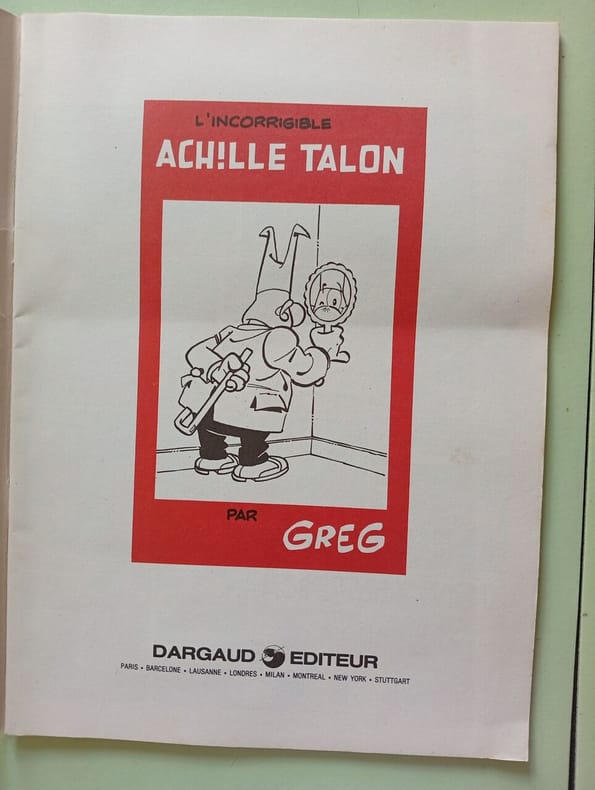 L'INCORRIGIBLE
ACH!LLE TALON
PAR
GREG
DARGAUD EDITEUR
PARIS • BARCELONE • LAUSANNE • LONDRES • MILAN • MONTREAL • NEW YORK • STUTTGART